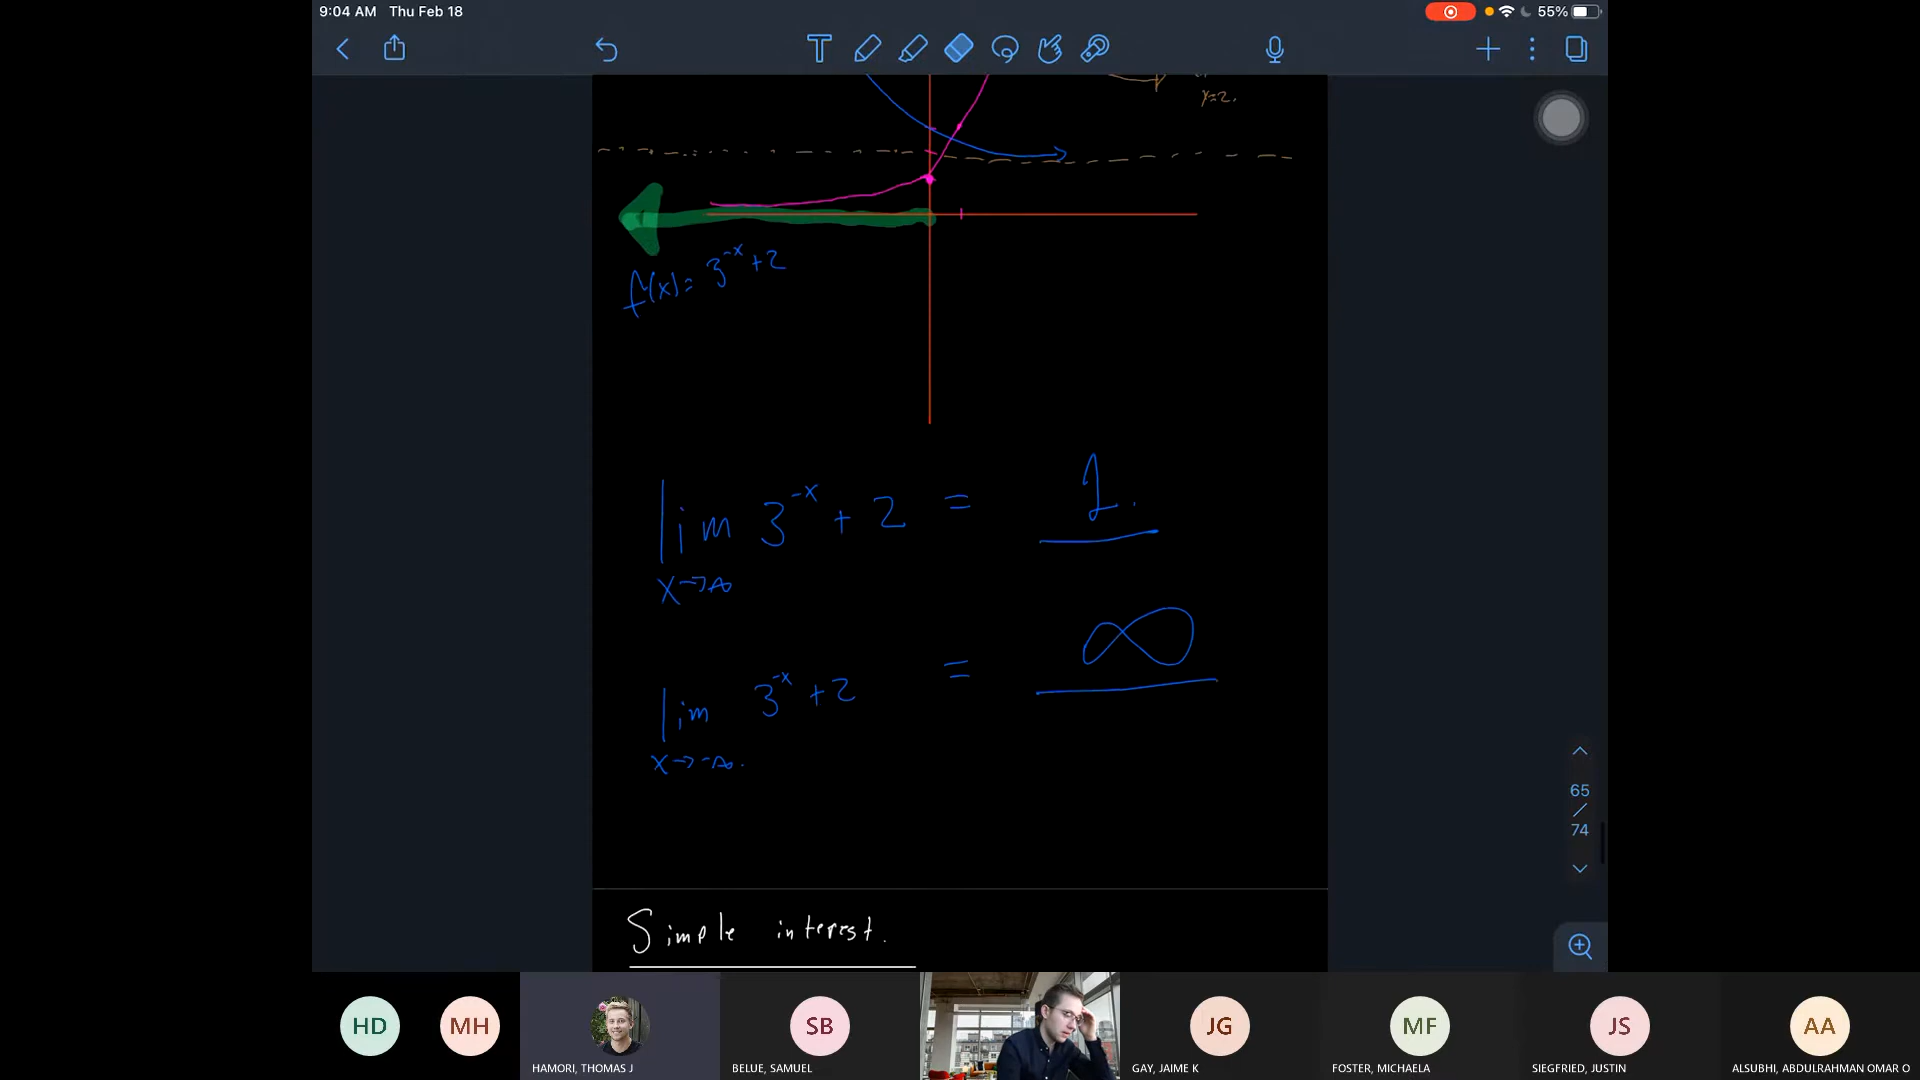 9:04 AM Thu Feb 18
55%
x=2.
f(x)= 3^-x + 2
lim 3^-x + 2 = 2.
x→∞
lim 3^-x + 2 = ∞
x→-∞.
65
/
74
Simple interest.
HD
MH
SB
JG
MF
JS
AA
HAMORI, THOMAS J
BELUE, SAMUEL
GAY, JAIME K
FOSTER, MICHAELA
SIEGFRIED, JUSTIN
ALSUBHI, ABDULRAHMAN OMAR O